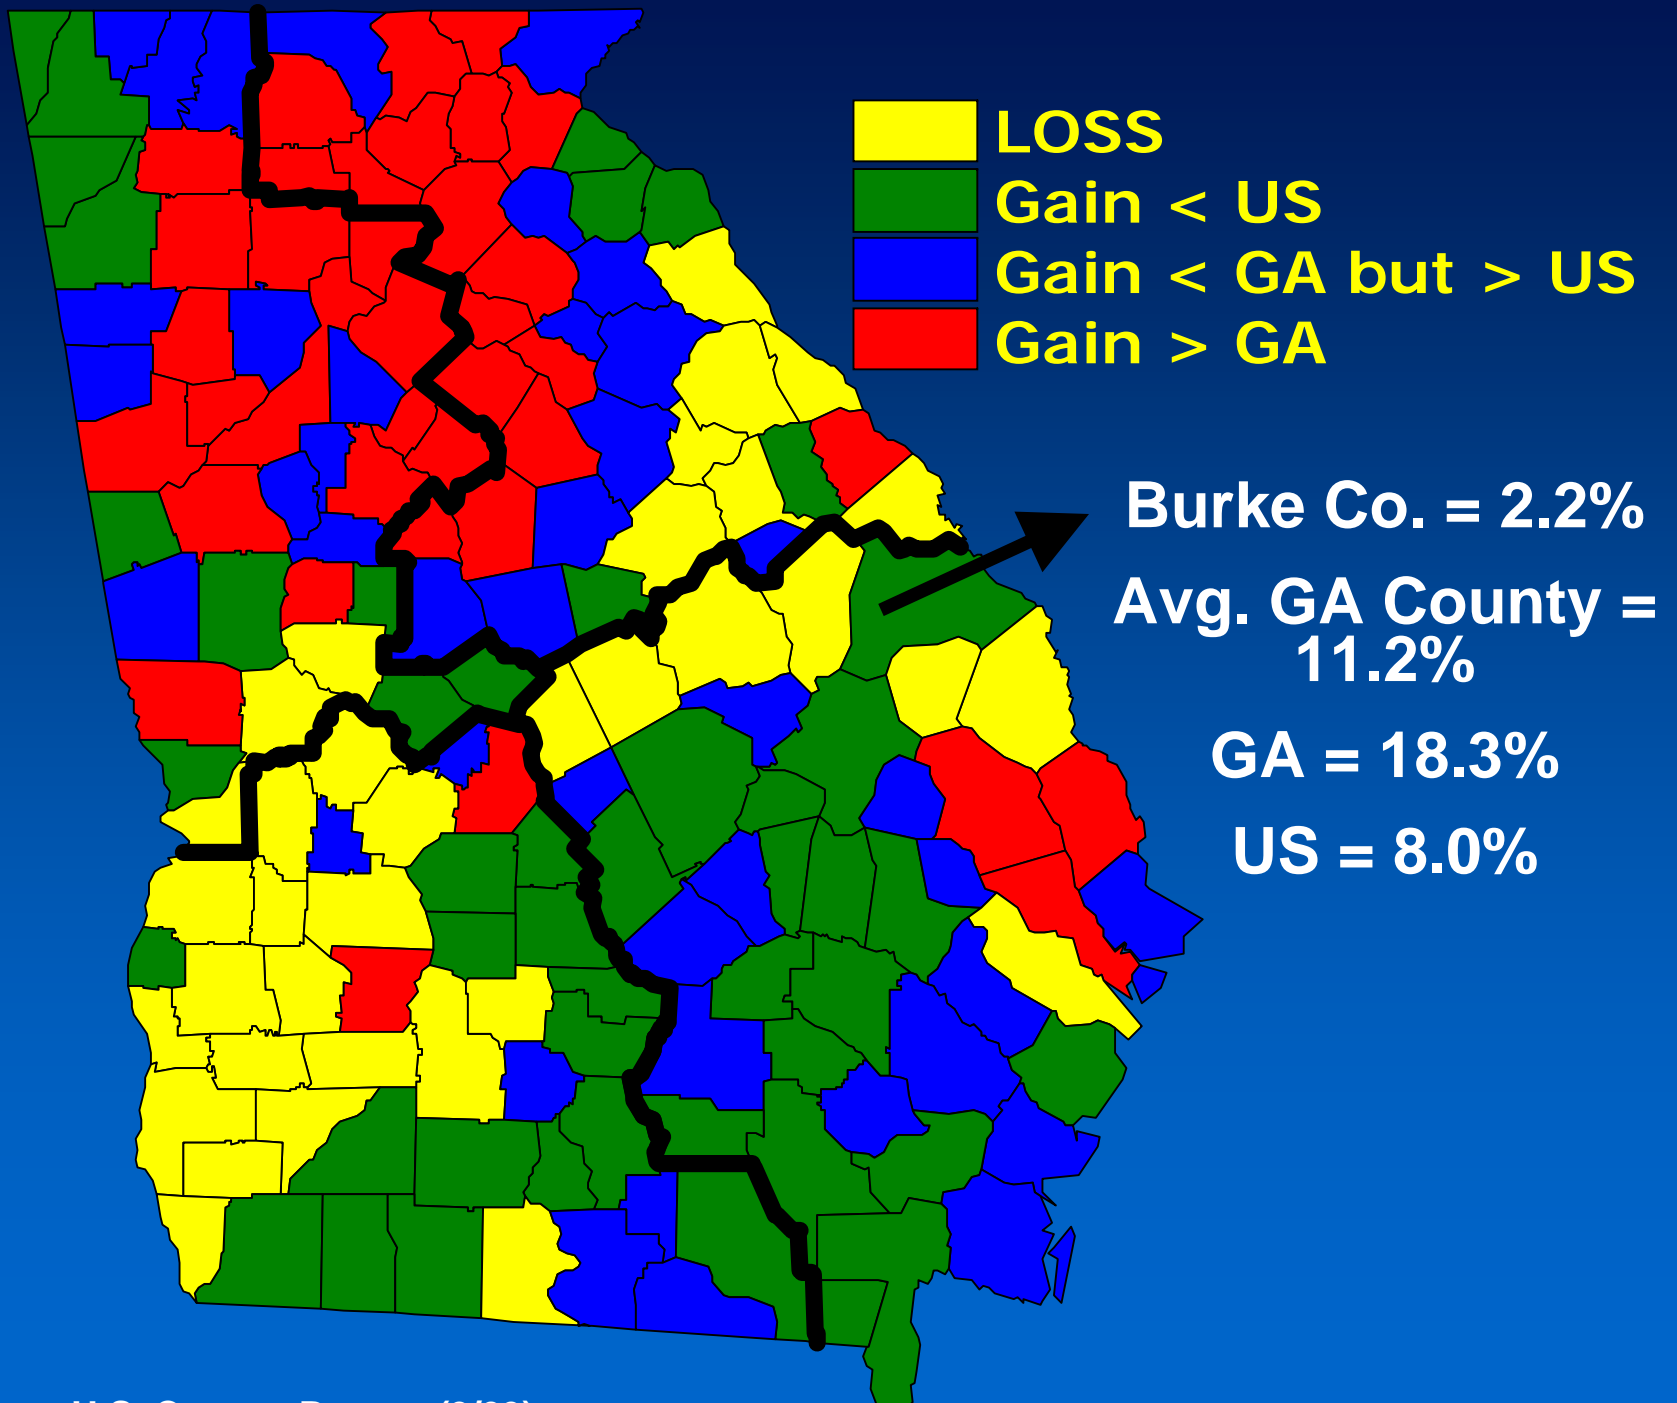 LOSS
Gain < US
Gain < GA but > US
Gain > GA
Burke Co. = 2.2%
Avg. GA County =
11.2%
GA = 18.3%
US = 8.0%